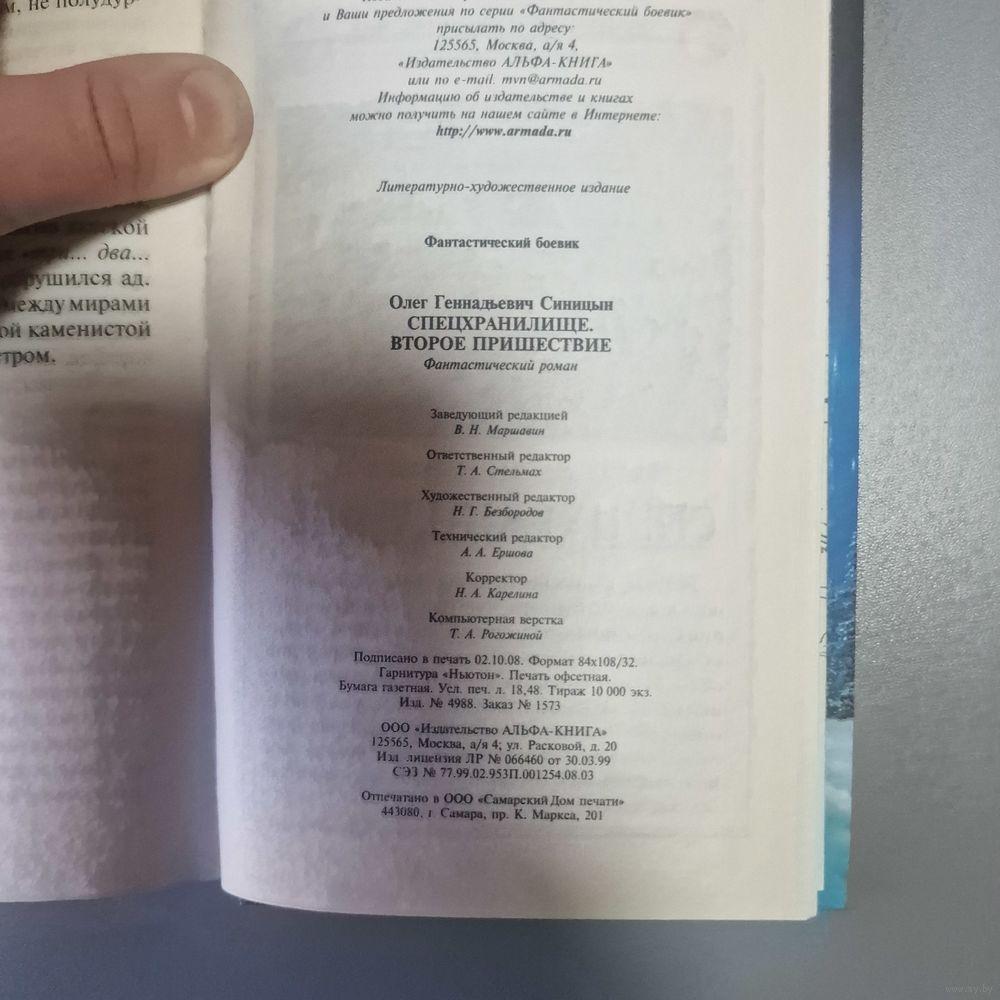 м, не полудур-
кой
два...
рушился ад.
между мирами
ой каменистой
тром.
и Ваши предложения по серии «Фантастический боевик»
присылать по адресу
125565, Москва, а/я 4,
«Издательство АЛЬФА-КНИГА»
или по e-mail. mvn@armada.ru
Информацию об издательстве и книгах
можно получить на нашем сайте в Интернете:
http://www.armada.ru
Литературно-художественное издание
Фантастический боевик
Олег Геннадьевич Синицын
СПЕЦХРАНИЛИЩЕ.
ВТОРОЕ ПРИШЕСТВИЕ
Фантастический роман
Заведующий редакцией
В. Н. Маршавин
Ответственный редактор
Т. А. Стельмах
Художественный редактор
Н. Г. Безбородов
Технический редактор
А. А. Ершова
Корректор
Н. А. Карелина
Компьютерная верстка
Т. А. Рогожиной
Подписано в печать 02.10.08. Формат 84x108/32.
Гарнитура «Ньютон». Печать офсетная.
Бумага газетная. Усл. печ. л. 18,48. Тираж 10 000 экз.
Изд. № 4988. Заказ № 1573
ООО «Издательство АЛЬФА-КНИГА»
125565, Москва, а/я 4; ул. Расковой, д. 20
Изд лицензия ЛР № 066460 от 30.03.99
СЭЗ № 77.99.02.953П.001254.08.03
Отпечатано в ООО «Самарский Дом печати»
443080, г Самара, пр. К. Маркса, 201